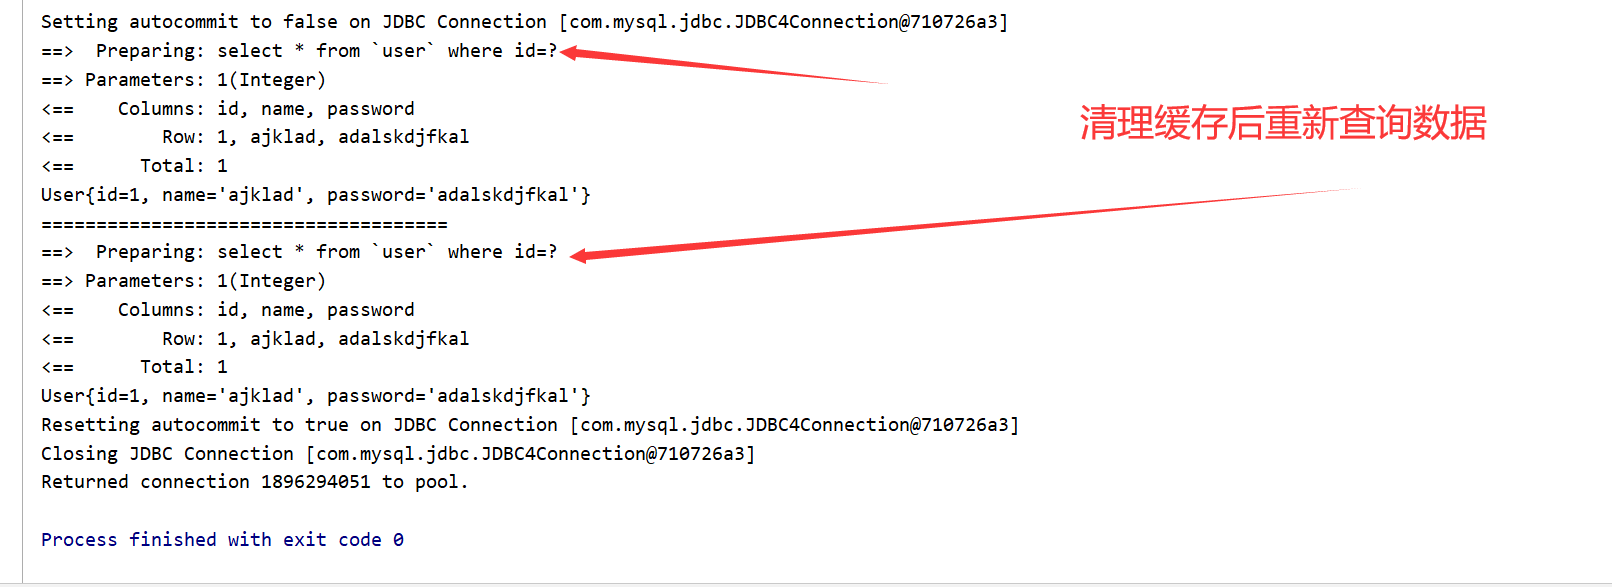 Setting autocommit to false on JDBC Connection [com.mysql.jdbc.JDBC4Connection@710726a3]
==>  Preparing: select * from `user` where id=?
==> Parameters: 1(Integer)
<==    Columns: id, name, password
<==        Row: 1, ajklad, adalskdjfkal
<==      Total: 1
User{id=1, name='ajklad', password='adalskdjfkal'}
=====================================
==>  Preparing: select * from `user` where id=?
==> Parameters: 1(Integer)
<==    Columns: id, name, password
<==        Row: 1, ajklad, adalskdjfkal
<==      Total: 1
User{id=1, name='ajklad', password='adalskdjfkal'}
Resetting autocommit to true on JDBC Connection [com.mysql.jdbc.JDBC4Connection@710726a3]
Closing JDBC Connection [com.mysql.jdbc.JDBC4Connection@710726a3]
Returned connection 1896294051 to pool.
Process finished with exit code 0
清理缓存后重新查询数据